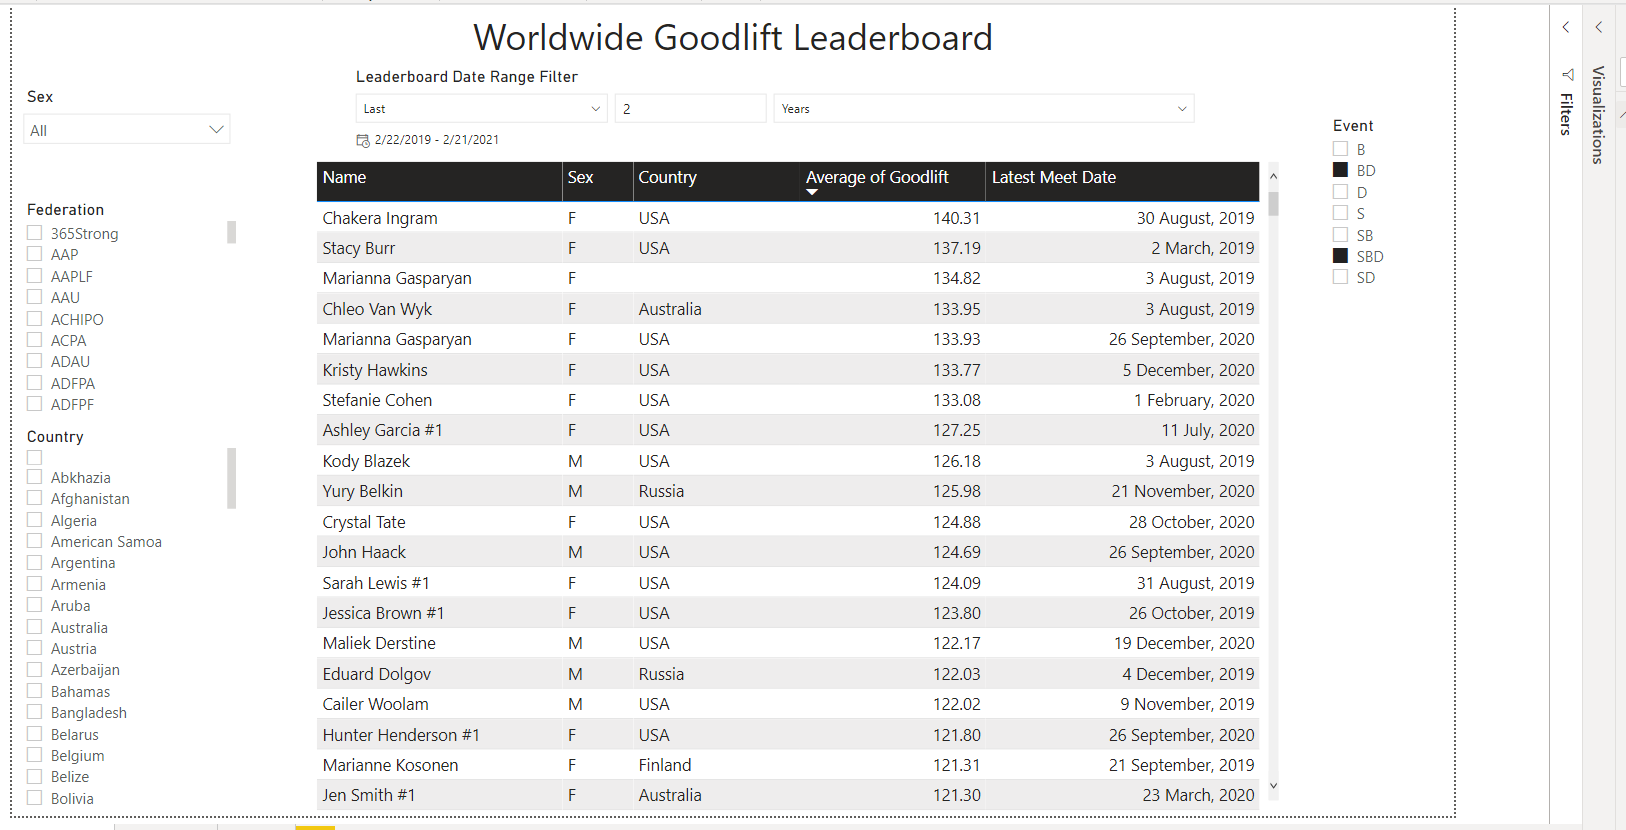 Worldwide Goodlift Leaderboard
Leaderboard Date Range Filter
Last 2 Years
2/22/2019 - 2/21/2021
Sex
All
Federation
365Strong
AAP
AAPLF
AAU
ACHIPO
ACPA
ADAU
ADFPA
ADFPF
Country
Abkhazia
Afghanistan
Algeria
American Samoa
Argentina
Armenia
Aruba
Australia
Austria
Azerbaijan
Bahamas
Bangladesh
Belarus
Belgium
Belize
Bolivia
Name Sex Country Average of Goodlift Latest Meet Date
Chakera Ingram F USA 140.31 30 August, 2019
Stacy Burr F USA 137.19 2 March, 2019
Marianna Gasparyan F 134.82 3 August, 2019
Chleo Van Wyk F Australia 133.95 3 August, 2019
Marianna Gasparyan F USA 133.93 26 September, 2020
Kristy Hawkins F USA 133.77 5 December, 2020
Stefanie Cohen F USA 133.08 1 February, 2020
Ashley Garcia #1 F USA 127.25 11 July, 2020
Kody Blazek M USA 126.18 3 August, 2019
Yury Belkin M Russia 125.98 21 November, 2020
Crystal Tate F USA 124.88 28 October, 2020
John Haack M USA 124.69 26 September, 2020
Sarah Lewis #1 F USA 124.09 31 August, 2019
Jessica Brown #1 F USA 123.80 26 October, 2019
Maliek Derstine M USA 122.17 19 December, 2020
Eduard Dolgov M Russia 122.03 4 December, 2019
Cailer Woolam M USA 122.02 9 November, 2019
Hunter Henderson #1 F USA 121.80 26 September, 2020
Marianne Kosonen F Finland 121.31 21 September, 2019
Jen Smith #1 F Australia 121.30 23 March, 2020
Event
B
BD
D
S
SB
SBD
SD
Filters
Visualizations